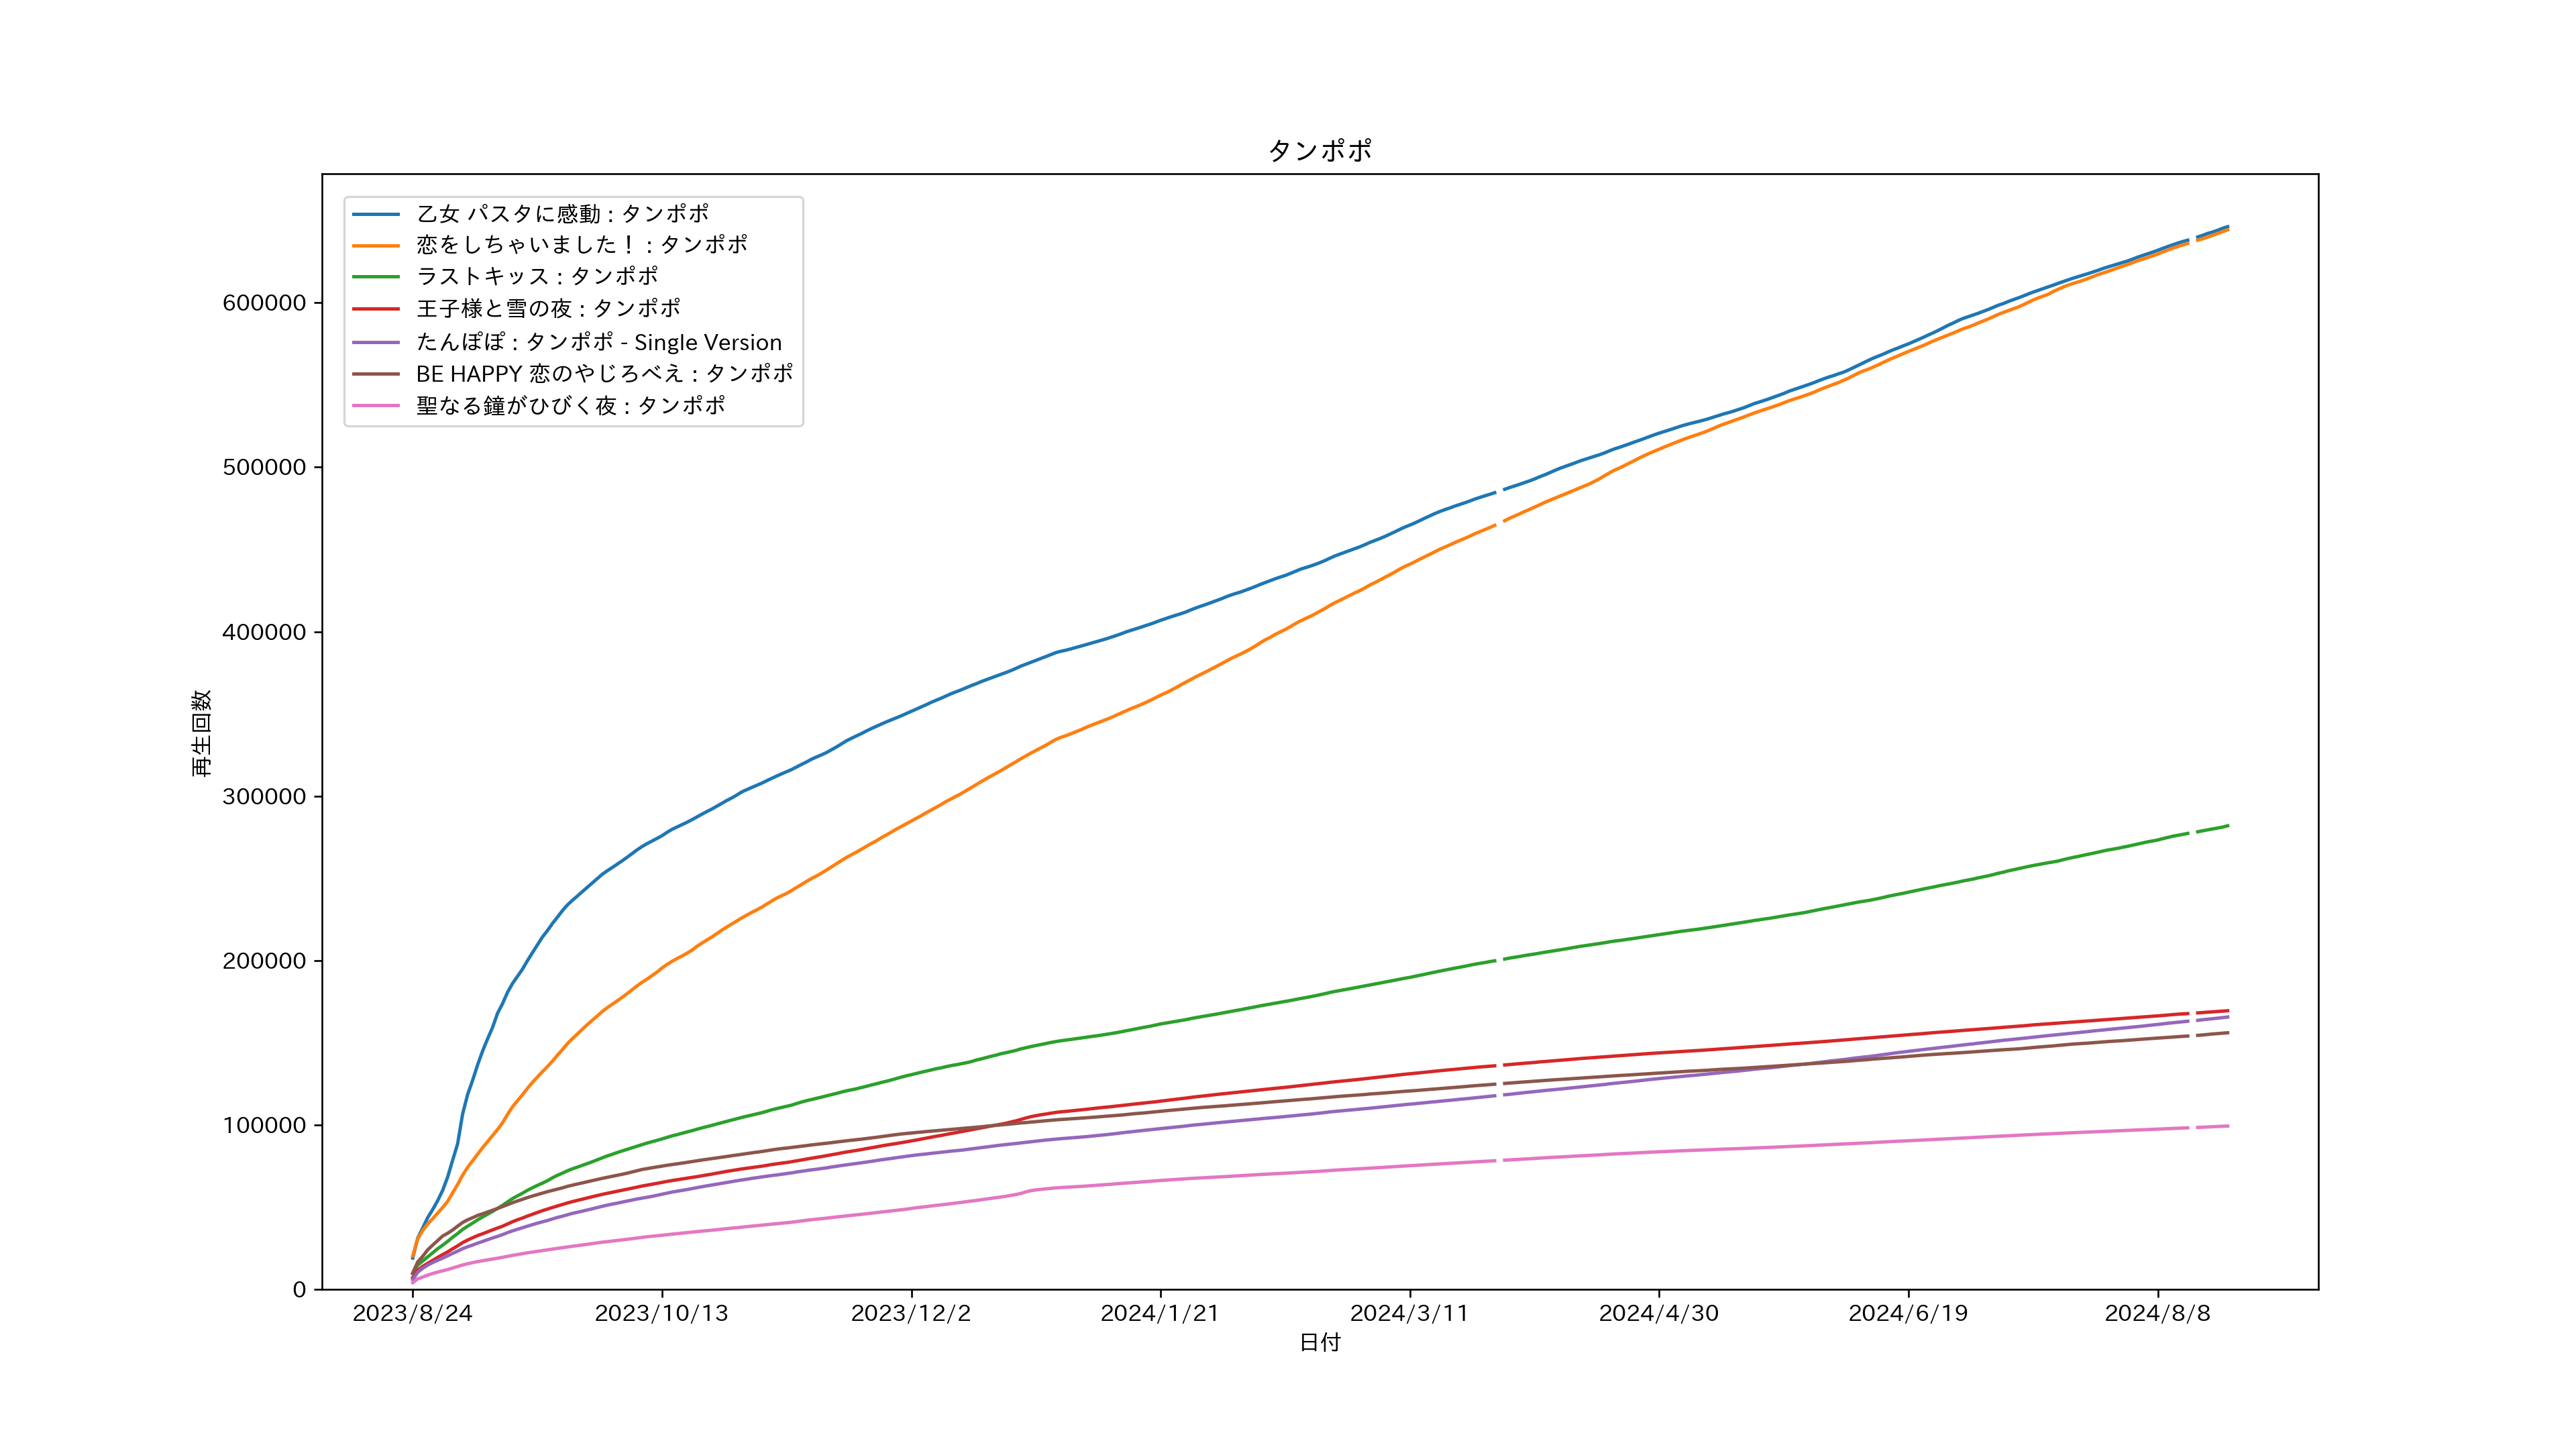 タンポポ
乙女 パスタに感動 : タンポポ
恋をしちゃいました！ : タンポポ
ラストキッス : タンポポ
王子様と雪の夜 : タンポポ
たんぽぽ : タンポポ - Single Version
BE HAPPY 恋のやじろべえ : タンポポ
聖なる鐘がひびく夜 : タンポポ
600000
500000
400000
300000
200000
100000
0
再生回数
2023/8/24 2023/10/13 2023/12/2 2024/1/21 2024/3/11 2024/4/30 2024/6/19 2024/8/8
日付